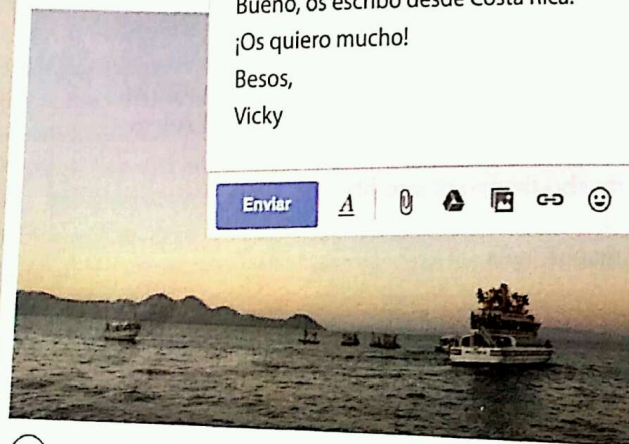 Bueno, os escribo desde Costa Rica.
¡Os quiero mucho!
Besos,
Vicky
Enviar
A